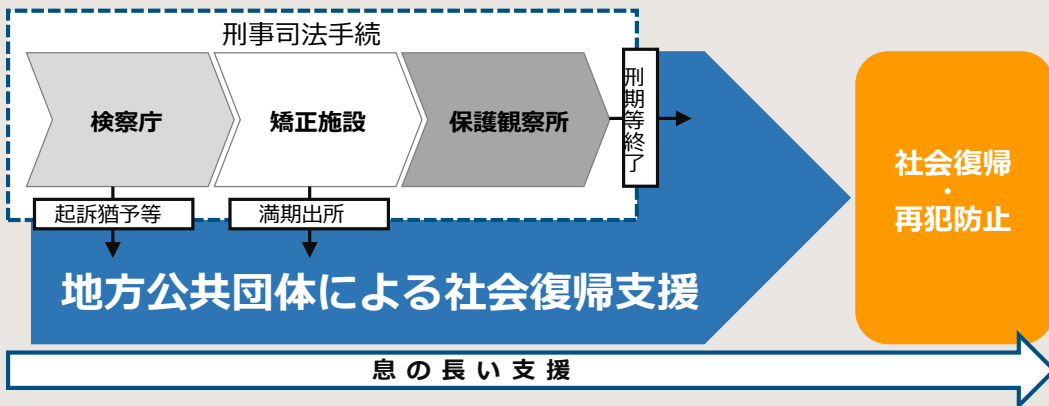 刑事司法手続
検察庁
矯正施設
保護観察所
刑期等終了
起訴猶予等
満期出所
地方公共団体による社会復帰支援
社会復帰
・
再犯防止
息の長い支援